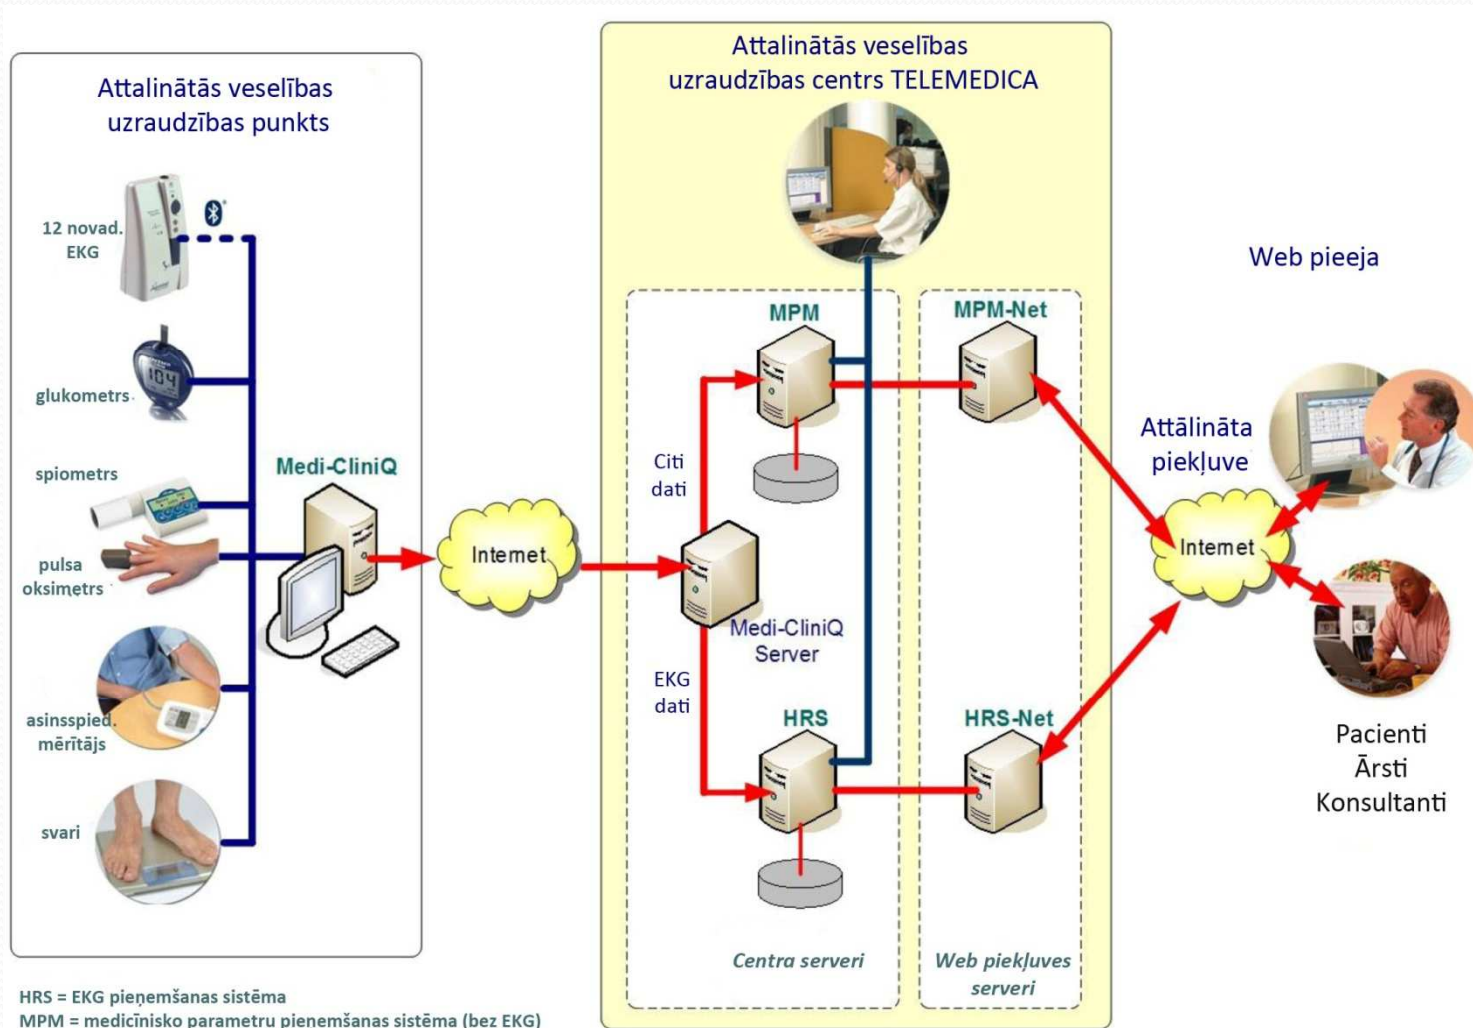 Attalinātās veselības
uzraudzības punkts
12 novad.
EKG
glukometrs
104
spiometrs
pulsa
oksimetrs
asinsspied.
mērītājs
svari
Medi-CliniQ
Internet
Attalinātās veselības
uzraudzības centrs TELEMEDICA
MPM
MPM-Net
Citi
dati
Medi-CliniQ
Server
EKG
dati
HRS
HRS-Net
Centra serveri
Web piekļuves
serveri
Web pieeja
Attālināta
piekļuve
Internet
Pacienti
Ārsti
Konsultanti
HRS = EKG pieņemšanas sistēma
MPM = medicīnisko parametru pieņemšanas sistēma (bez EKG)